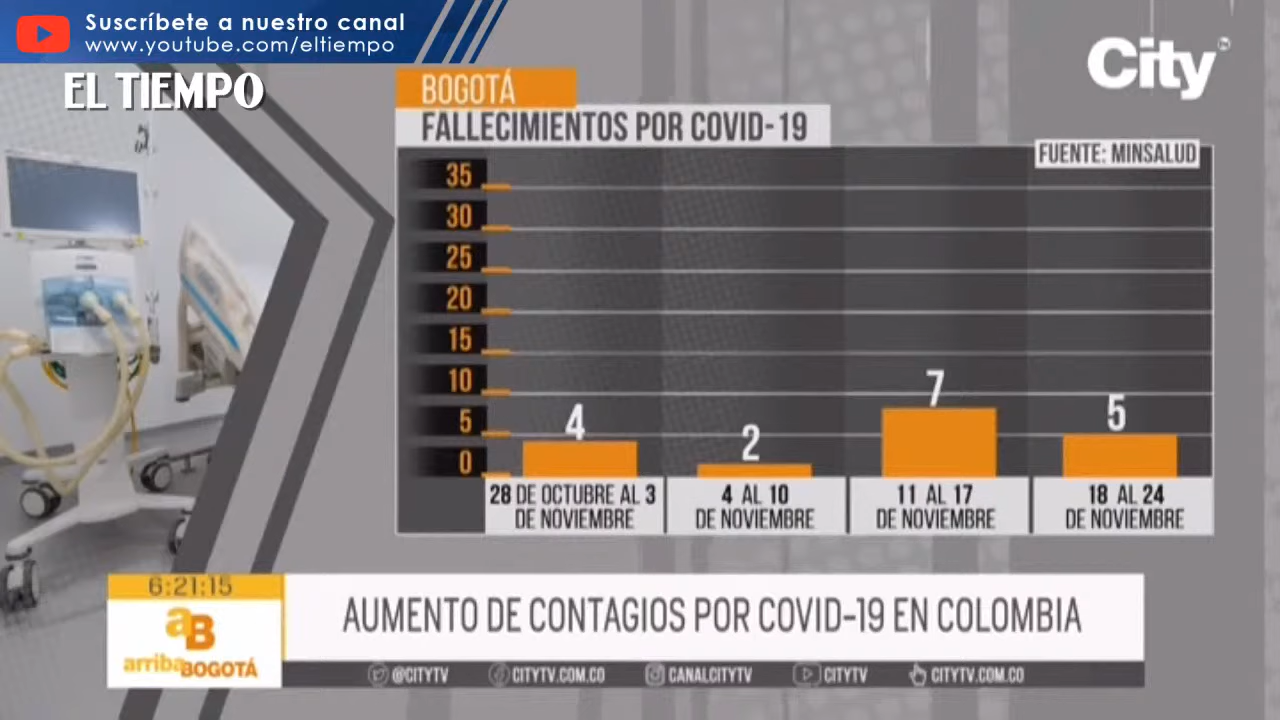 Suscríbete a nuestro canal
www.youtube.com/eltiempo
EL TIEMPO
City
tv
BOGOTÁ
FALLECIMIENTOS POR COVID-19
FUENTE: MINSALUD
35
30
25
20
15
10
5
0
4
2
7
5
28 DE OCTUBRE AL 3
DE NOVIEMBRE
4 AL 10
DE NOVIEMBRE
11 AL 17
DE NOVIEMBRE
18 AL 24
DE NOVIEMBRE
6:21:15
aB
arriba BOGOTÁ
AUMENTO DE CONTAGIOS POR COVID-19 EN COLOMBIA
@CITYTV
CITYTV.COM.CO
CANALCITYTV
CITYTV
CITYTV.COM.CO